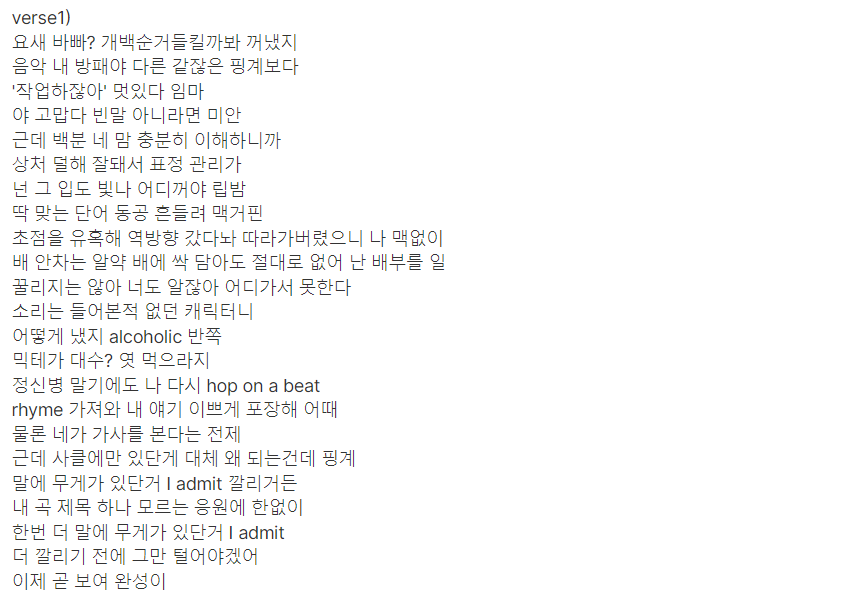 verse1)
요새 바빠? 개백순거들킬까봐 꺼냈지
음악 내 방패야 다른 같잖은 핑계보다
'작업하잖아' 멋있다 임마
야 고맙다 빈말 아니라면 미안
근데 백분 네 맘 충분히 이해하니까
상처 덜해 잘돼서 표정 관리가
넌 그 입도 빛나 어디꺼야 립밤
딱 맞는 단어 동공 흔들려 맥거핀
초점을 유혹해 역방향 갔다놔 따라가버렸으니 나 맥없이
배 안차는 알약 배에 싹 담아도 절대로 없어 난 배부를 일
꿀리지는 않아 너도 알잖아 어디가서 못한다
소리는 들어본적 없던 캐릭터니
어떻게 냈지 alcoholic 반쪽
믹테가 대수? 엿 먹으라지
정신병 말기에도 나 다시 hop on a beat
rhyme 가져와 내 얘기 이쁘게 포장해 어때
물론 네가 가사를 본다는 전제
근데 사클에만 있단게 대체 왜 되는건데 핑계
말에 무게가 있단거 I admit 깔리거든
내 곡 제목 하나 모르는 응원에 한없이
한번 더 말에 무게가 있단거 I admit
더 깔리기 전에 그만 털어야겠어
이제 곧 보여 완성이